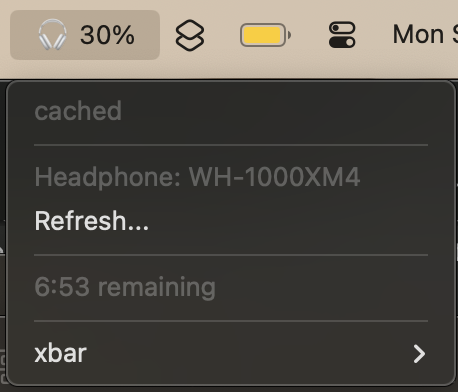 30%
Mon
cached
Headphone: WH-1000XM4
Refresh...
6:53 remaining
xbar